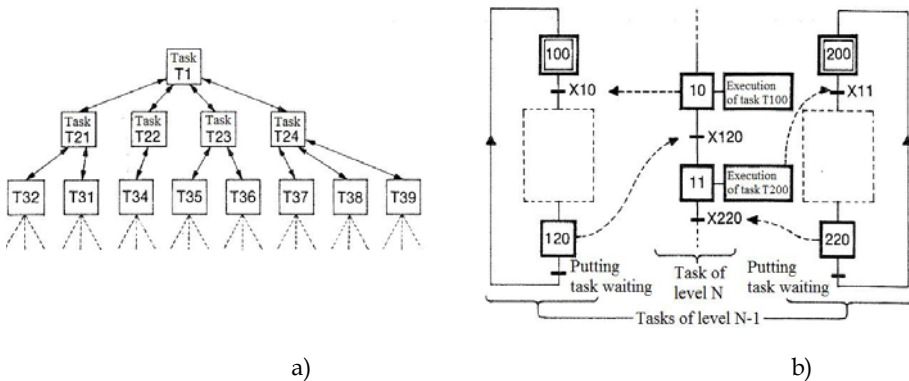 Task
T1
Task
T21
Task
T22
Task
T23
Task
T24
T32
T31
T34
T35
T36
T37
T38
T39
a)
100
X10
120
Putting
task waiting
10
Execution
of task T100
X120
11
Execution
of task T200
X220
Task of
level N
200
X11
220
Putting
task waiting
Tasks of level N-1
b)